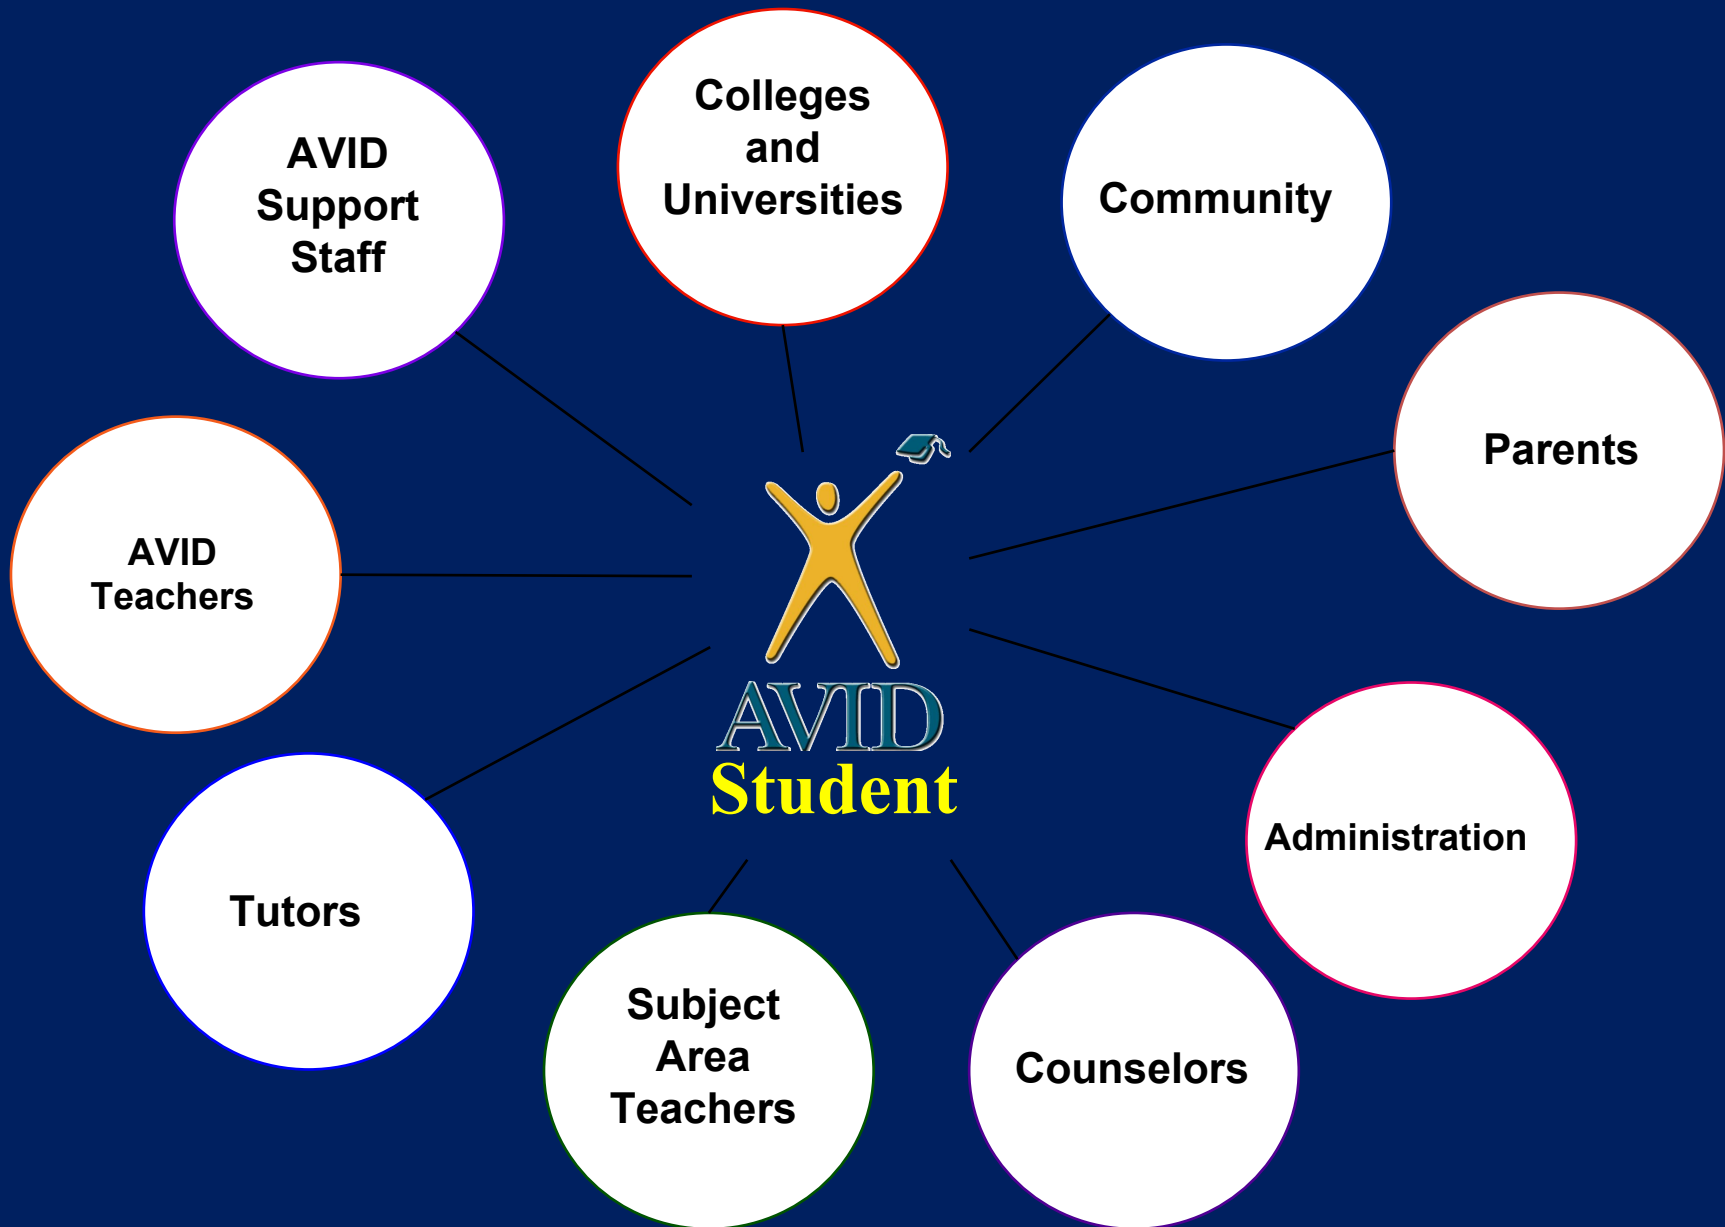 Colleges
and
Universities
AVID
Support
Staff
Community
Parents
AVID
Teachers
AVID
Student
Administration
Tutors
Subject
Area
Teachers
Counselors